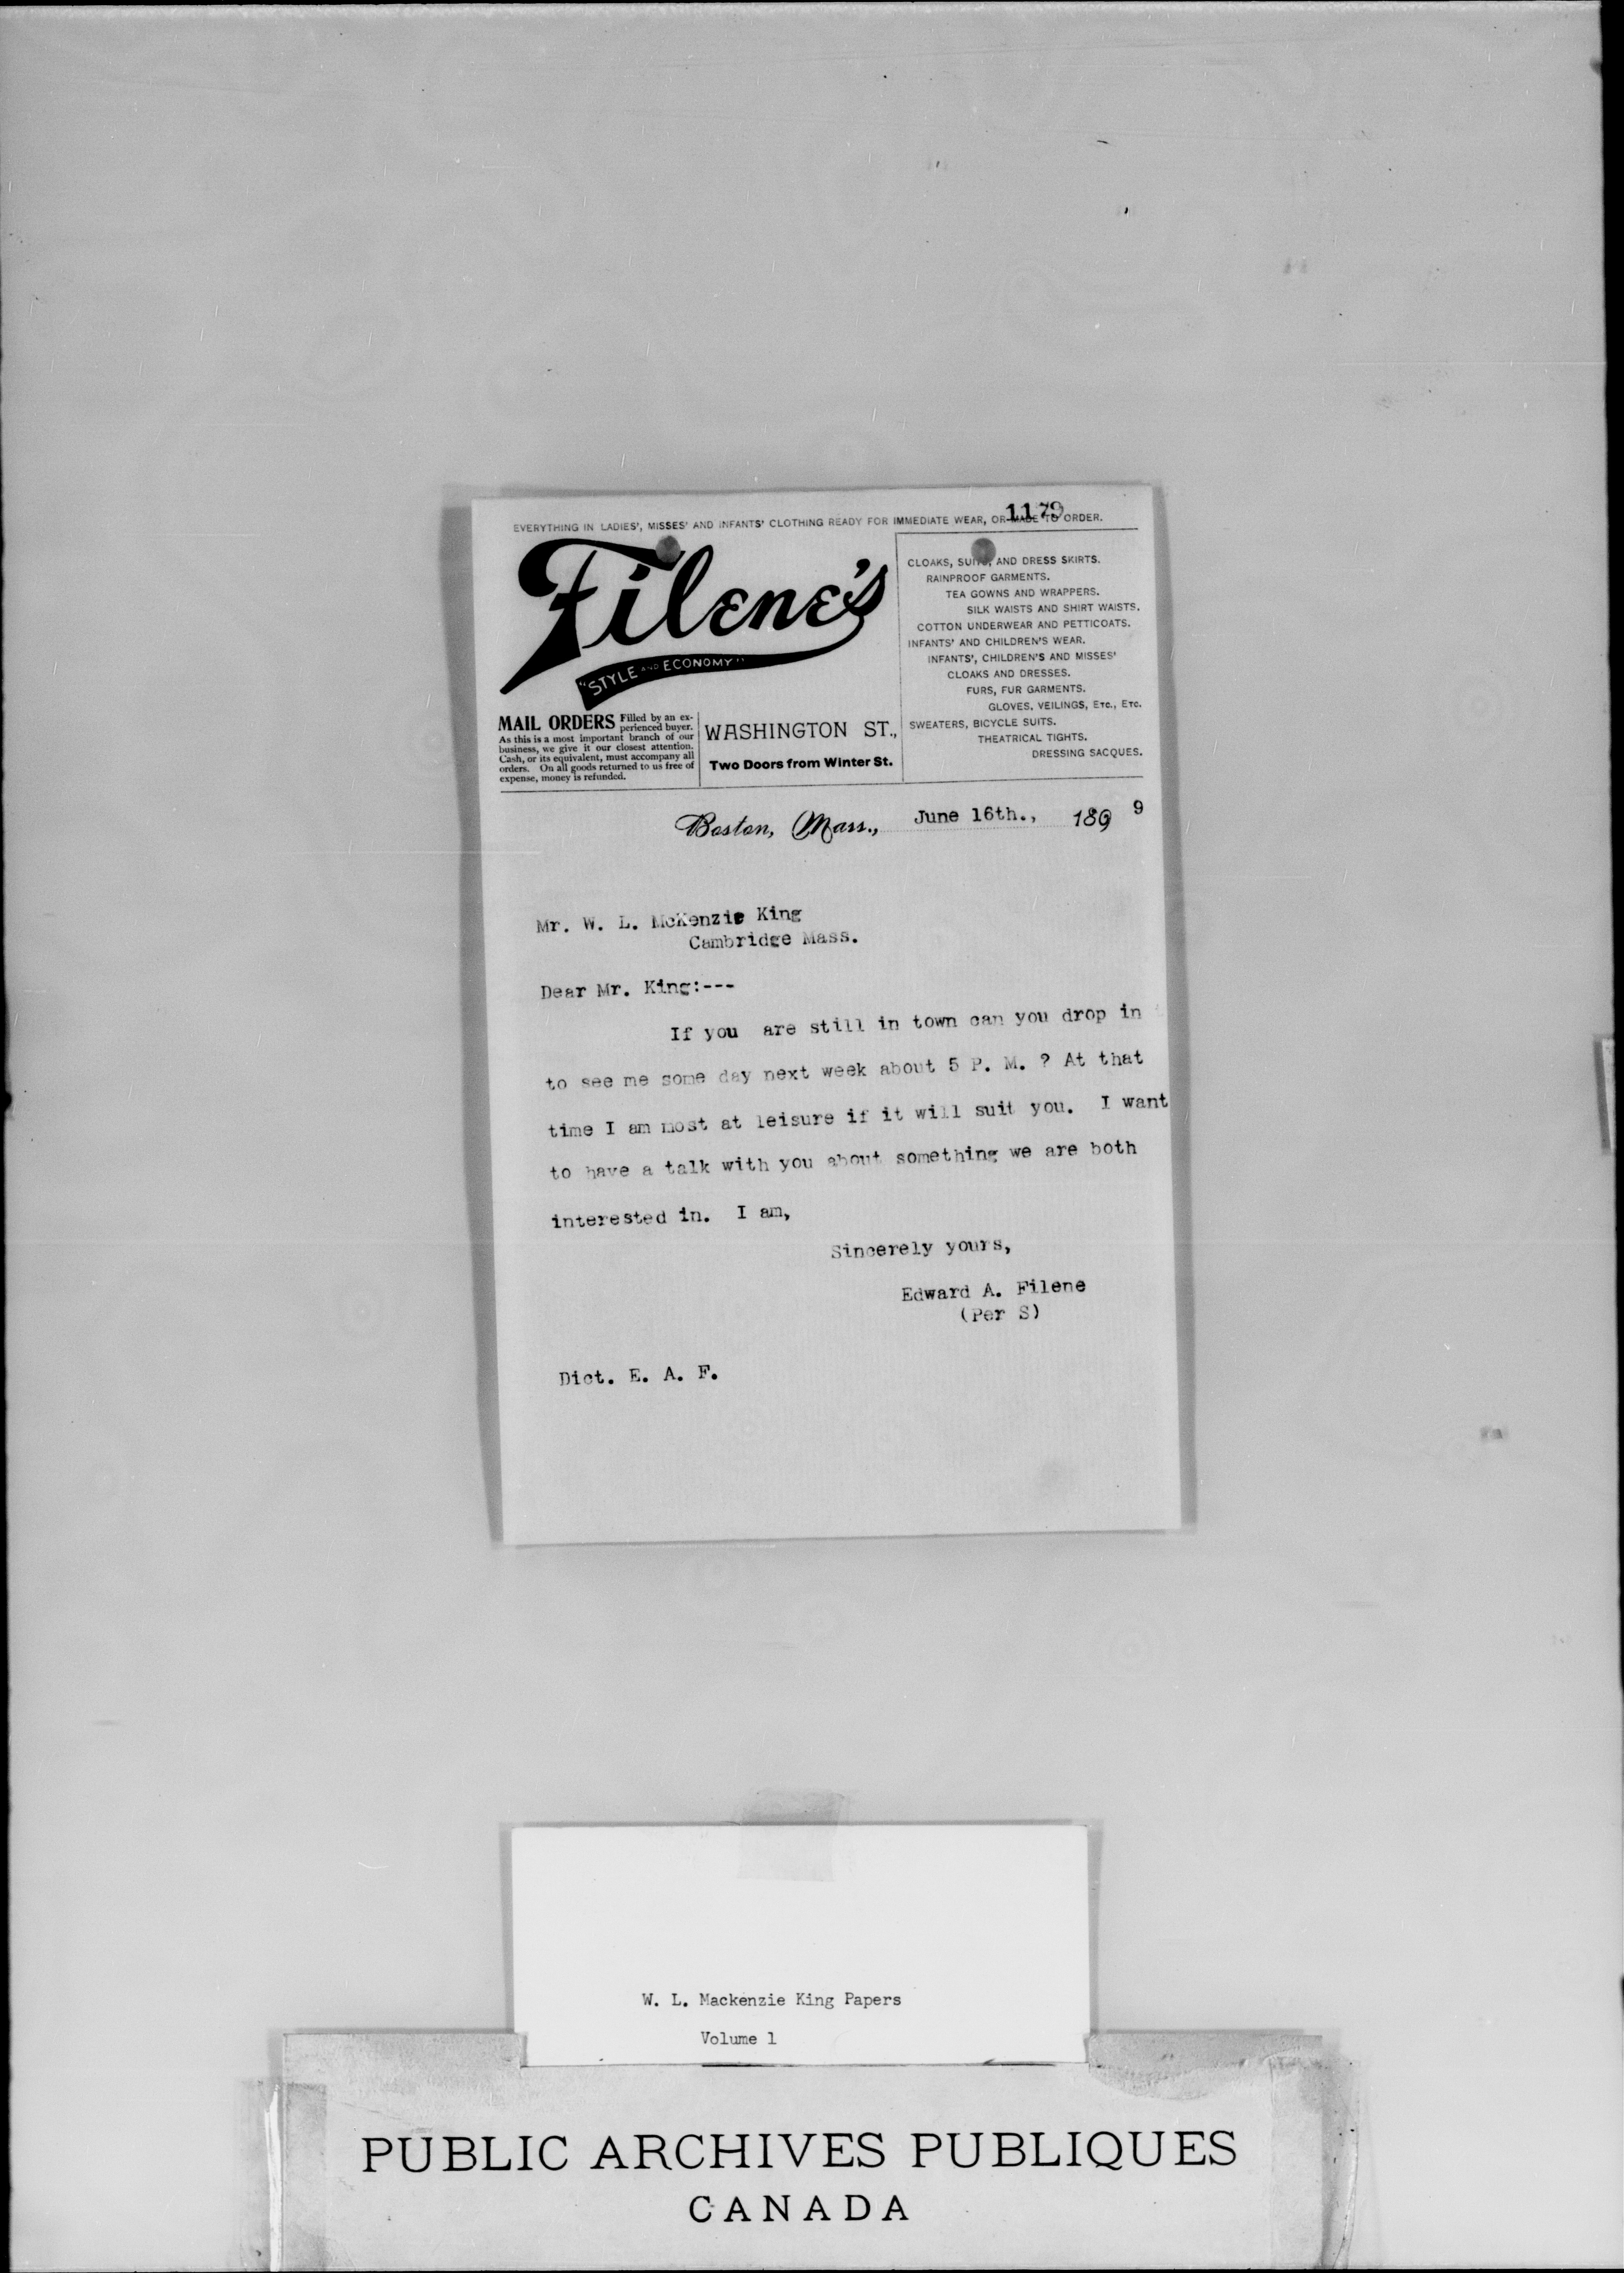 1179
EVERYTHING IN LADIES', MISSES' AND INFANTS' CLOTHING READY FOR IMMEDIATE WEAR, OR MADE TO ORDER.
Filene's
"STYLE AND ECONOMY"
CLOAKS, SUITS, AND DRESS SKIRTS.
RAINPROOF GARMENTS.
TEA GOWNS AND WRAPPERS.
SILK WAISTS AND SHIRT WAISTS.
COTTON UNDERWEAR AND PETTICOATS.
INFANTS' AND CHILDREN'S WEAR.
INFANTS', CHILDREN'S AND MISSES'
CLOAKS AND DRESSES.
FURS, FUR GARMENTS.
GLOVES, VEILINGS, ETC., ETC.
SWEATERS, BICYCLE SUITS.
THEATRICAL TIGHTS.
DRESSING SACQUES.
MAIL ORDERS Filled by an ex-
perienced buyer.
As this is a most important branch of our
business, we give it our closest attention.
Cash, or its equivalent, must accompany all
orders. On all goods returned to us free of
expense, money is refunded.
WASHINGTON ST.,
Two Doors from Winter St.
Boston, Mass., June 16th., 189 9
Mr. W. L. McKenzie King
Cambridge Mass.
Dear Mr. King:---
If you are still in town can you drop in
to see me some day next week about 5 P. M. ? At that
time I am most at leisure if it will suit you. I want
to have a talk with you about something we are both
interested in. I am,
Sincerely yours,
Edward A. Filene
(Per S)
Dict. E. A. F.
W. L. Mackenzie King Papers
Volume 1
PUBLIC ARCHIVES PUBLIQUES
CANADA